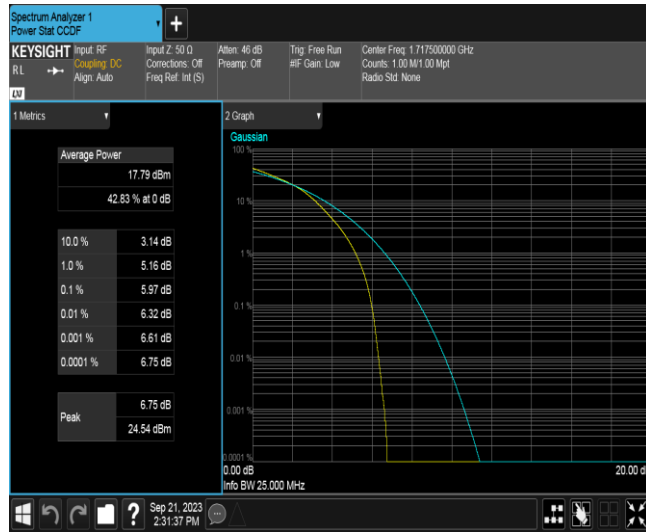 Spectrum Analyzer 1
Power Stat CCDF
+
KEYSIGHT
RL
LXI
Input: RF
Coupling: DC
Align: Auto
Input Z: 50 Ω
Corrections: Off
Freq Ref: Int (S)
Atten: 46 dB
Preamp: Off
Trig: Free Run
#IF Gain: Low
Center Freq: 1.717500000 GHz
Counts: 1.00 M/1.00 Mpt
Radio Std: None
1 Metrics
Average Power
17.79 dBm
42.83 % at 0 dB
10.0 % 3.14 dB
1.0 % 5.16 dB
0.1 % 5.97 dB
0.01 % 6.32 dB
0.001 % 6.61 dB
0.0001 % 6.75 dB
Peak
6.75 dB
24.54 dBm
2 Graph
Gaussian
100 %
10 %
1 %
0.1 %
0.01 %
0.001 %
0.0001 %
0.00 dB 20.00 d
Info BW 25.000 MHz
?
Sep 21, 2023
2:31:37 PM